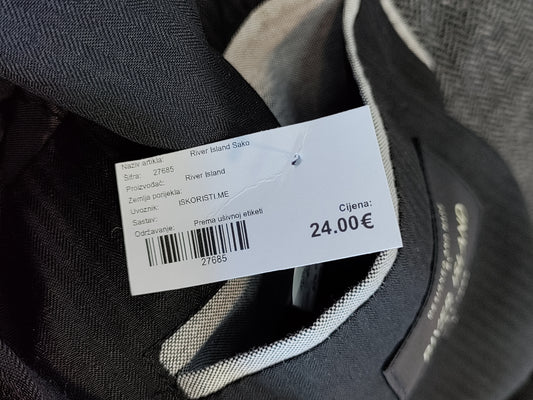 Naziv artikla: River Island Sako
Šifra: 27685
Proizvođač: River Island
Zemlja porijekla:
Uvoznik: ISKORISTI.ME
Sastav:
Održavanje: Prema ušivnoj etiketi
27685
Cijena:
24.00€